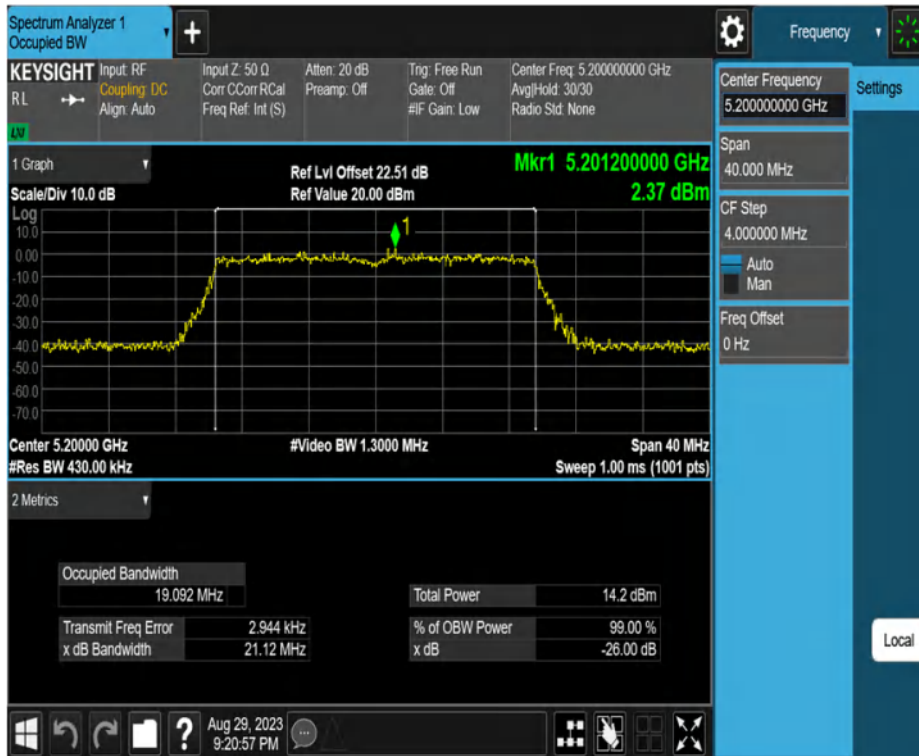 Spectrum Analyzer 1
Occupied BW
Frequency
KEYSIGHT
RL
LXI
Input: RF
Coupling: DC
Align: Auto
Input Z: 50 Ω
Corr CCorr RCal
Freq Ref: Int (S)
Atten: 20 dB
Preamp: Off
Trig: Free Run
Gate: Off
#IF Gain: Low
Center Freq: 5.200000000 GHz
Avg|Hold: 30/30
Radio Std: None
Center Frequency
5.200000000 GHz
Settings
Span
40.000 MHz
CF Step
4.000000 MHz
Auto
Man
Freq Offset
0 Hz
Local
1 Graph
Scale/Div 10.0 dB
Ref Lvl Offset 22.51 dB
Ref Value 20.00 dBm
Mkr1 5.201200000 GHz
2.37 dBm
Log
10.0
0.00
-10.0
-20.0
-30.0
-40.0
-50.0
-60.0
-70.0
1
Center 5.20000 GHz
#Video BW 1.3000 MHz
Span 40 MHz
#Res BW 430.00 kHz
Sweep 1.00 ms (1001 pts)
2 Metrics
Occupied Bandwidth
19.092 MHz
Total Power 14.2 dBm
Transmit Freq Error 2.944 kHz
% of OBW Power 99.00 %
x dB Bandwidth 21.12 MHz
x dB -26.00 dB
?
Aug 29, 2023
9:20:57 PM